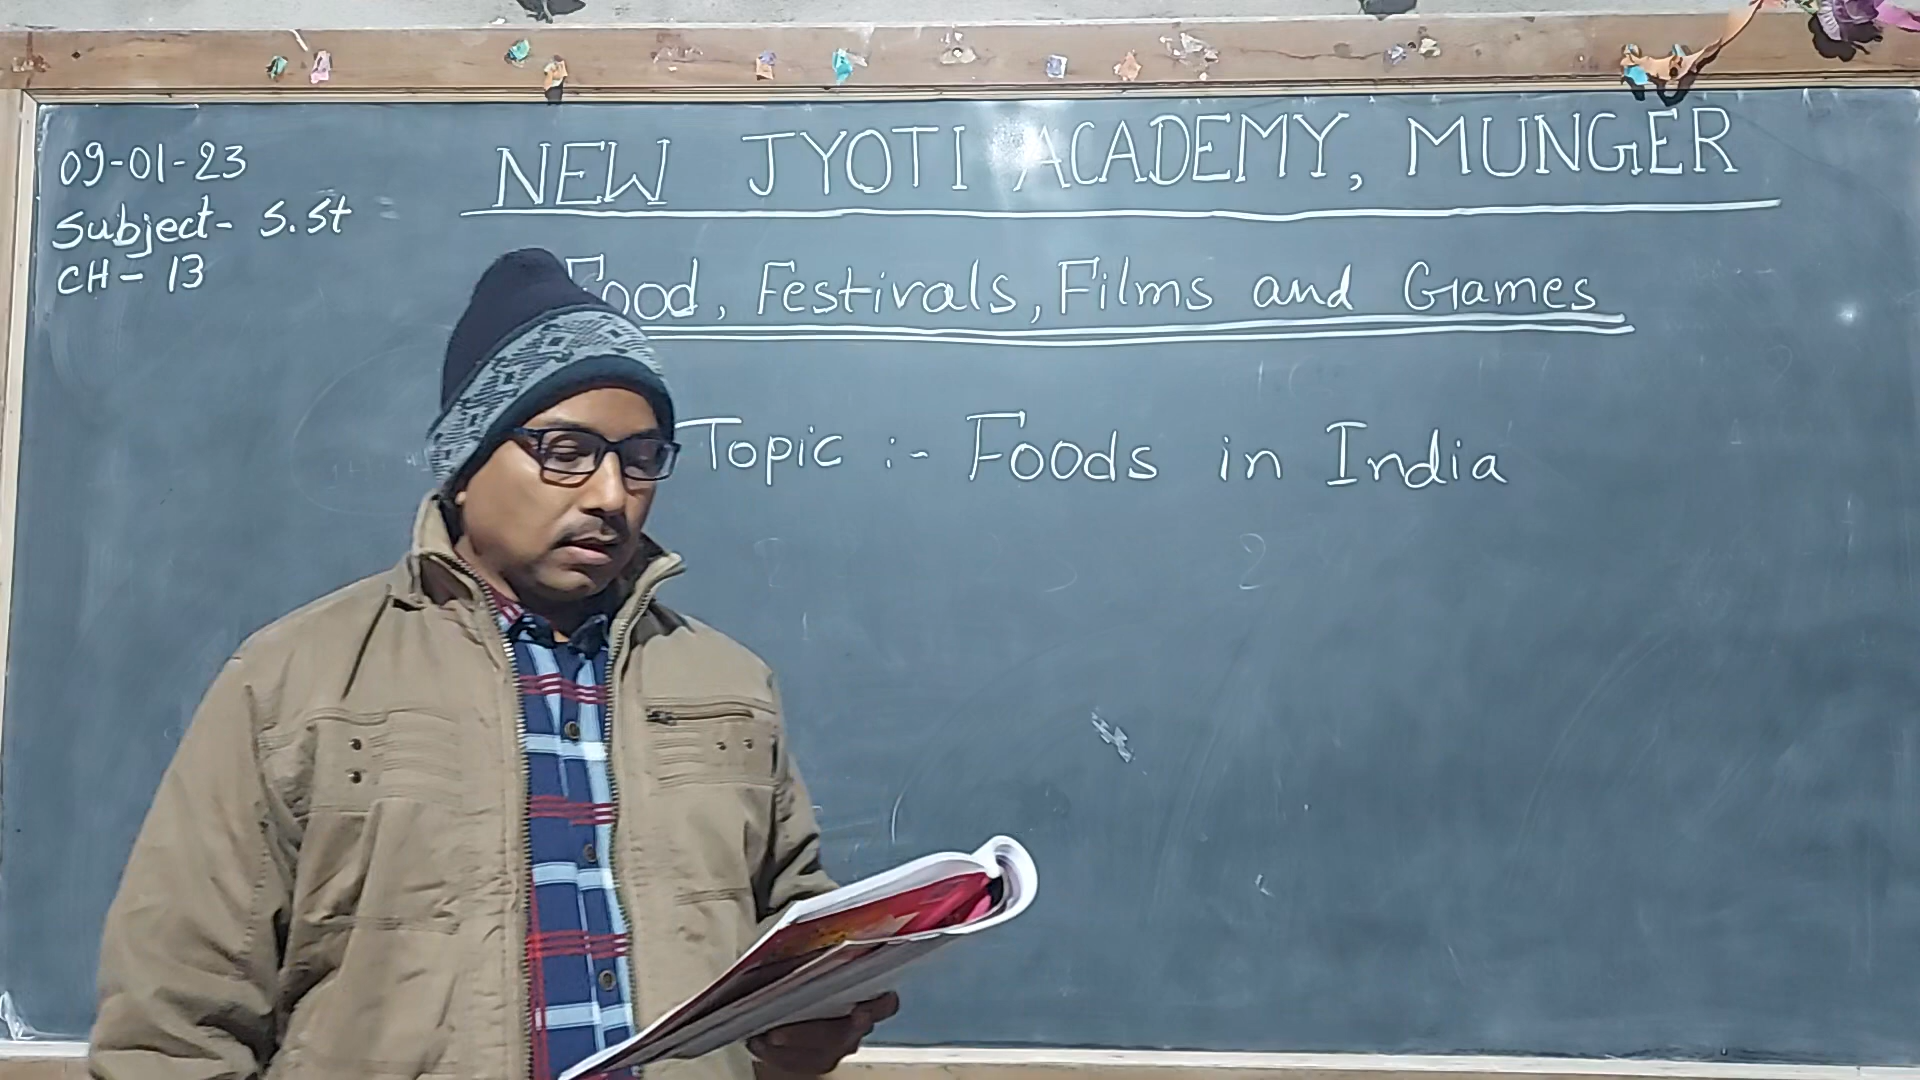 09-01-23
Subject- S.St
CH- 13
NEW JYOTI ACADEMY, MUNGER
Food, Festivals, Films and Games
Topic :- Foods in India